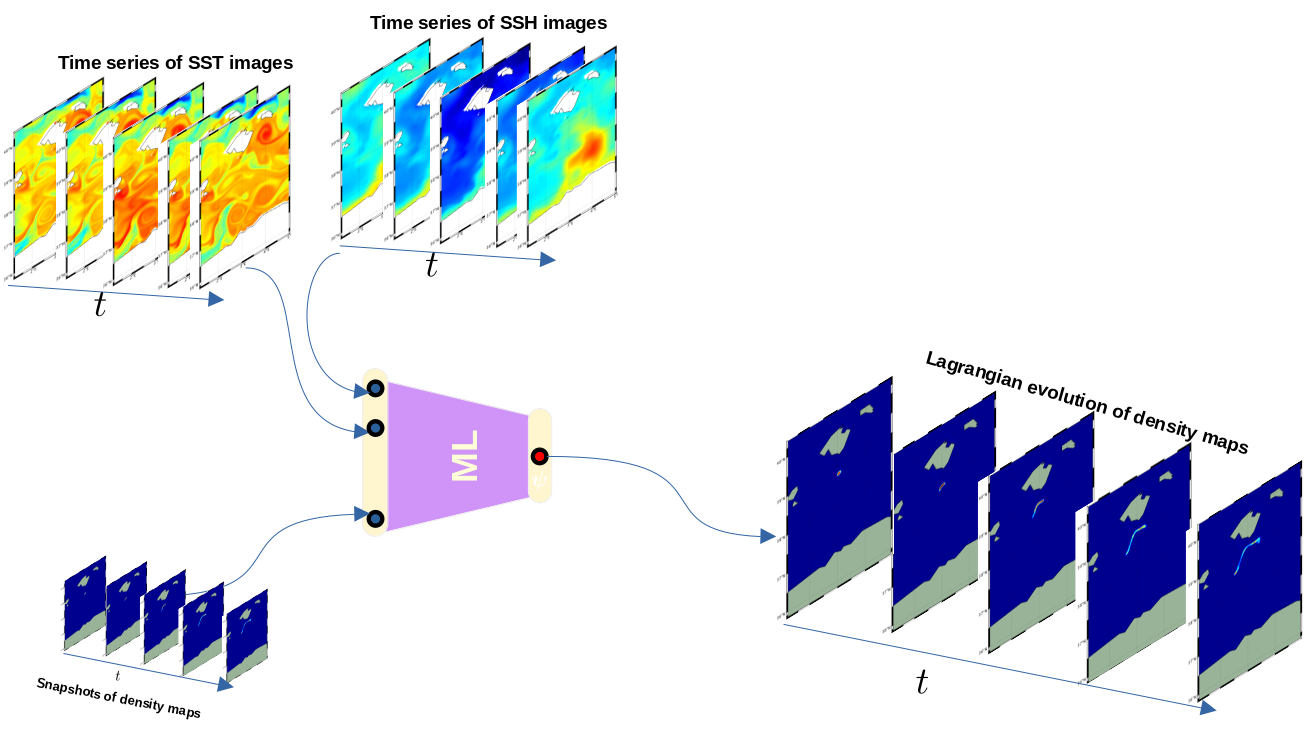 Time series of SSH images
Time series of SST images
t
t
ML
ψ
Lagrangian evolution of density maps
t
t
Snapshots of density maps